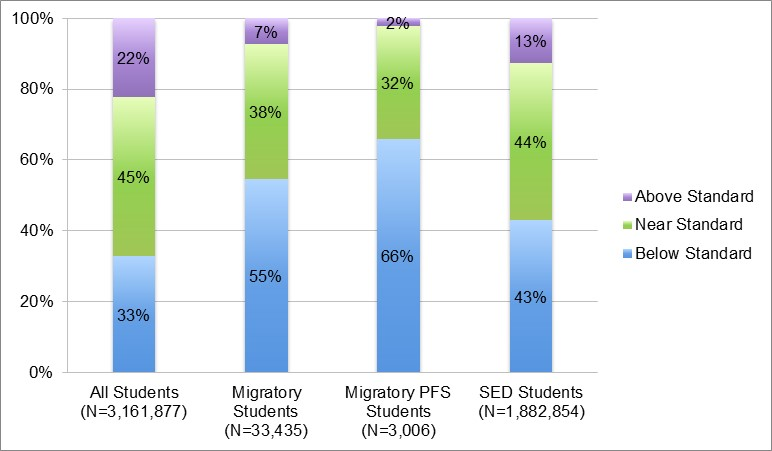 100%
80%
60%
40%
20%
0%
22%
45%
33%
7%
38%
55%
2%
32%
66%
13%
44%
43%
All Students
(N=3,161,877)
Migratory
Students
(N=33,435)
Migratory PFS
Students
(N=3,006)
SED Students
(N=1,882,854)
Above Standard
Near Standard
Below Standard